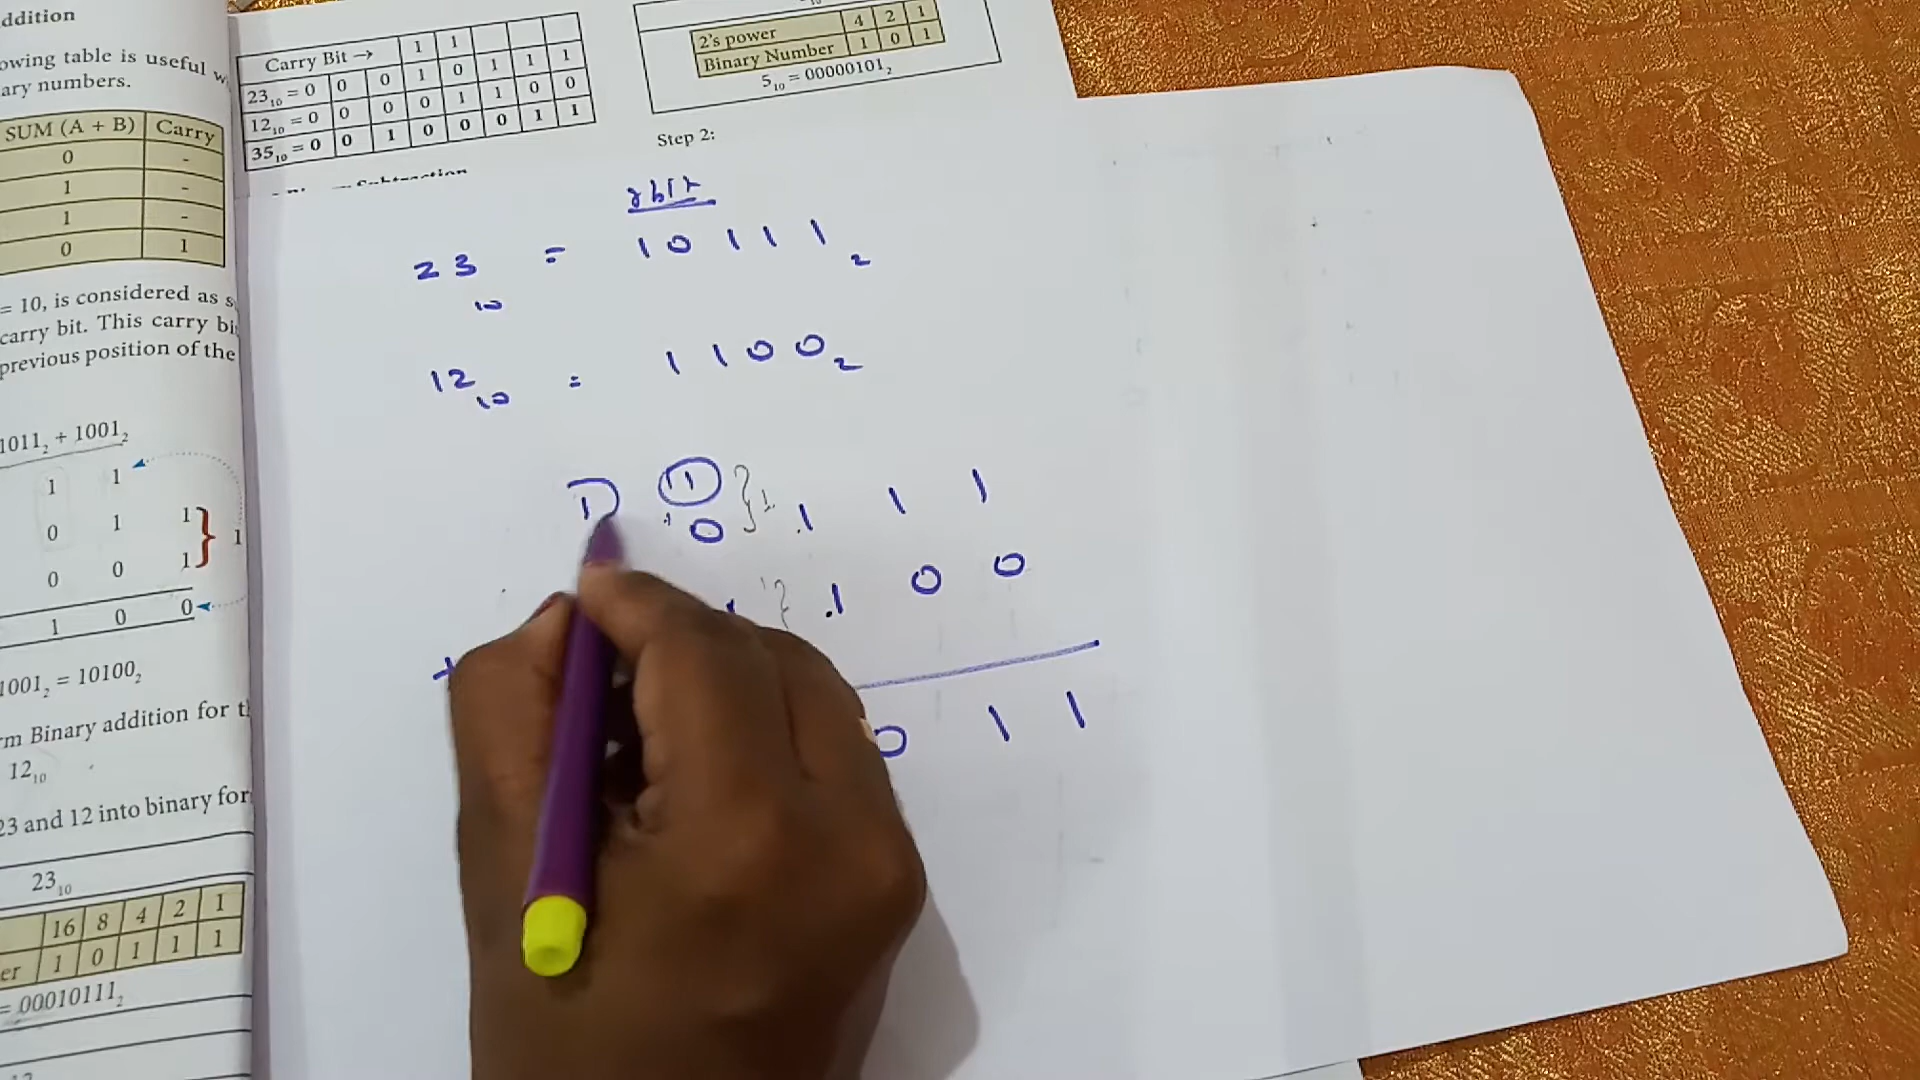 ddition
owing table is useful w
ary numbers.
SUM (A + B) Carry
0 -
1 -
1 -
0 1
= 10, is considered as s
carry bit. This carry bi
previous position of the
1011₂ + 1001₂
1 1
0 1 1
0 0 1 } 1
1 0 0
1001₂ = 10100₂
rm Binary addition for t
12₁₀
23 and 12 into binary for
23₁₀
16 8 4 2 1
er 1 0 1 1 1
= 00010111₂
Carry Bit → 1 1
23₁₀ = 0 0 0 1 0 1 1 1
12₁₀ = 0 0 0 0 1 1 0 0
35₁₀ = 0 0 1 0 0 0 1 1
Subtraction
2's power 4 2 1
Binary Number 1 0 1
5₁₀ = 00000101₂
Step 2:
8bit
23₁₀ = 10111₂
12₁₀ = 1100₂
1 1
1 0 } 1 1 1 1
+ 1 } 1 0 0
0 1 1